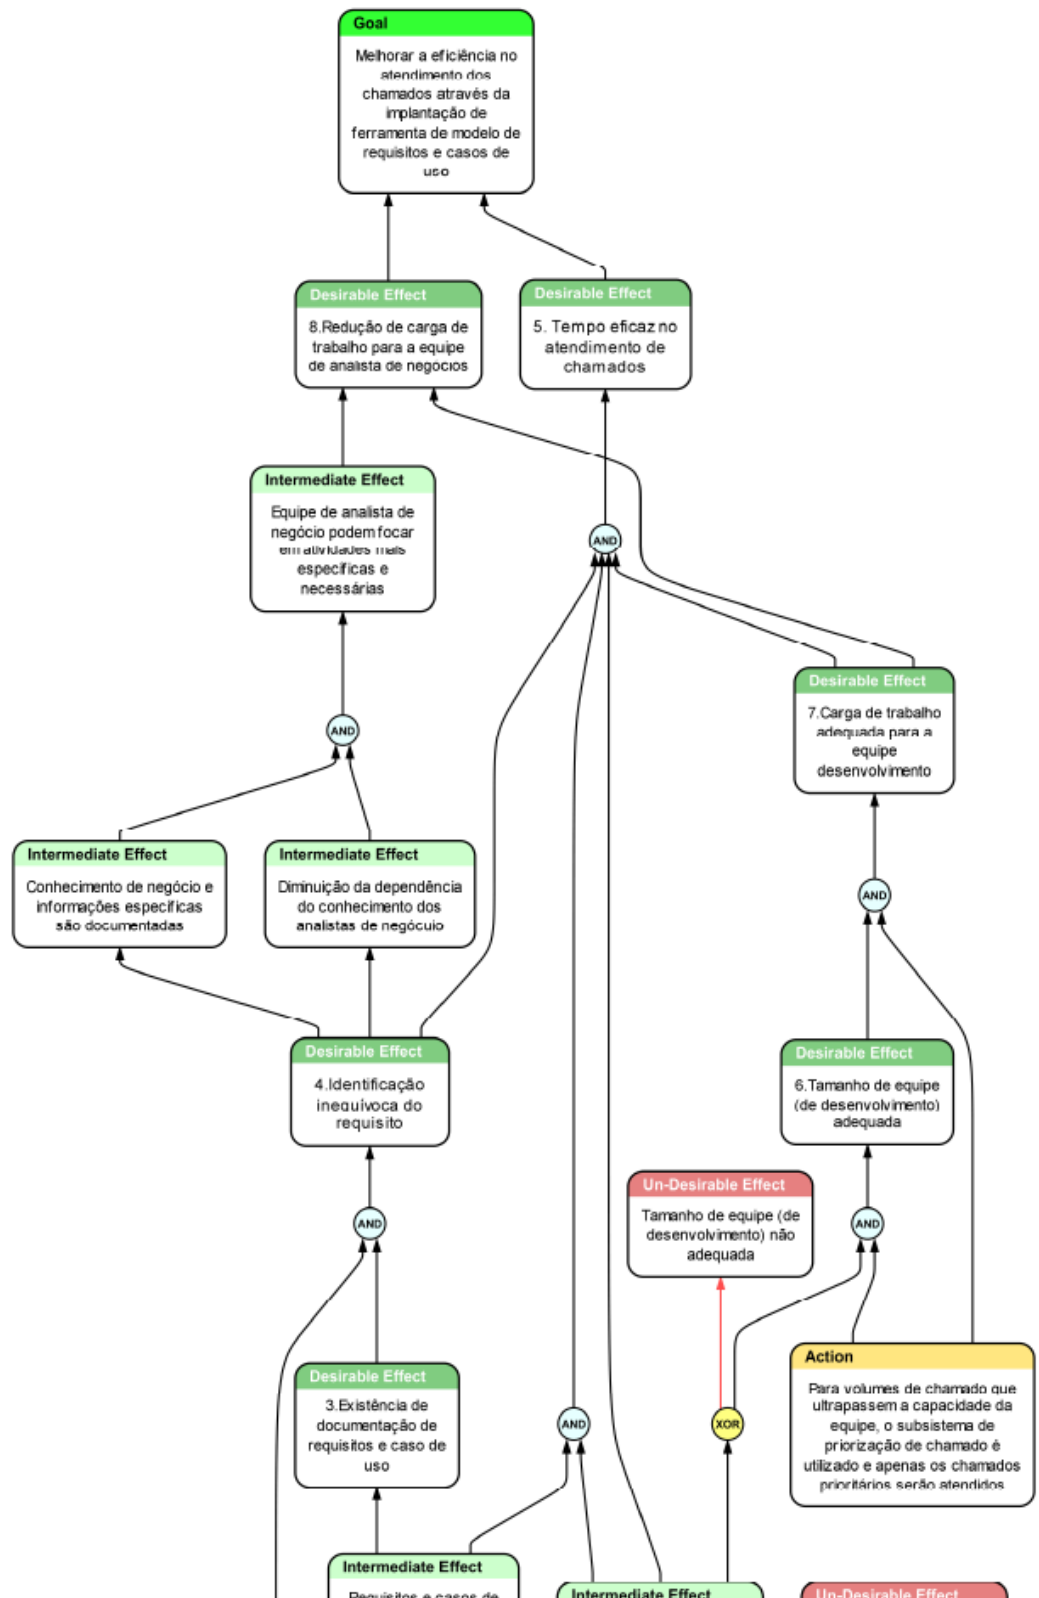 Goal
Melhorar a eficiência no
atendimento dos
chamados através da
implantação de
ferramenta de modelo de
requisitos e casos de
uso
Desirable Effect
8.Redução de carga de
trabalho para a equipe
de analista de negócios
Desirable Effect
5. Tempo eficaz no
atendimento de
chamados
Intermediate Effect
Equipe de analista de
negócio podem focar
em atividades mais
específicas e
necessárias
AND
Desirable Effect
7.Carga de trabalho
adequada para a
equipe
desenvolvimento
AND
Intermediate Effect
Conhecimento de negócio e
informações específicas
são documentadas
Intermediate Effect
Diminuição da dependência
do conhecimento dos
analistas de negócuio
AND
Desirable Effect
4.Identificação
inequívoca do
requisito
Desirable Effect
6.Tamanho de equipe
(de desenvolvimento)
adequada
Un-Desirable Effect
Tamanho de equipe (de
desenvolvimento) não
adequada
AND
AND
Desirable Effect
3.Existência de
documentação de
requisitos e caso de
uso
Action
Para volumes de chamado que
ultrapassem a capacidade da
equipe, o subsistema de
priorização de chamado é
utilizado e apenas os chamados
prioritários serão atendidos
AND
XOR
Intermediate Effect
Requisitos e casos de
Intermediate Effect
Un-Desirable Effect